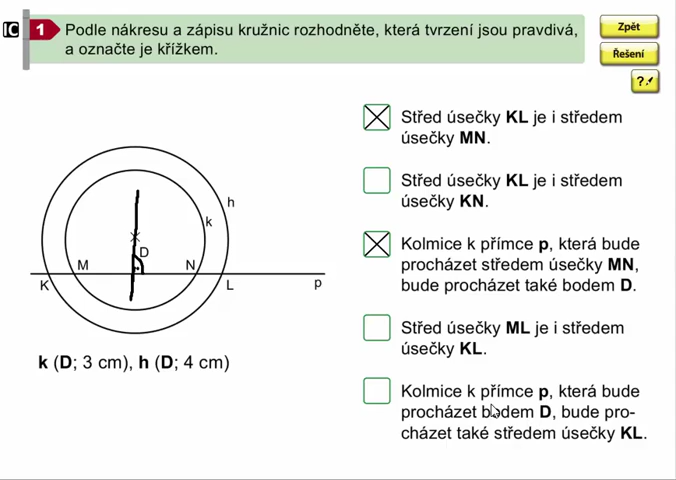 1 Podle nákresu a zápisu kružnic rozhodněte, která tvrzení jsou pravdivá,
a označte je křížkem.
Zpět
Řešení
?
Střed úsečky KL je i středem
úsečky MN.
Střed úsečky KL je i středem
úsečky KN.
Kolmice k přímce p, která bude
procházet středem úsečky MN,
bude procházet také bodem D.
Střed úsečky ML je i středem
úsečky KL.
Kolmice k přímce p, která bude
procházet bodem D, bude pro-
cházet také středem úsečky KL.
h
k
D
M N
K L p
k (D; 3 cm), h (D; 4 cm)